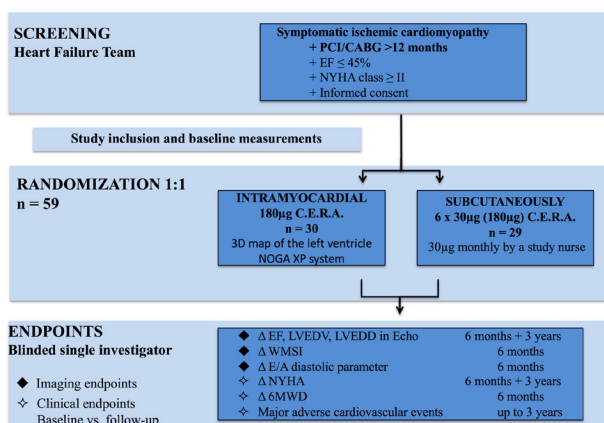 SCREENING
Heart Failure Team
Symptomatic ischemic cardiomyopathy
+ PCI/CABG >12 months
+ EF ≤ 45%
+ NYHA class ≥ II
+ Informed consent
Study inclusion and baseline measurements
RANDOMIZATION 1:1
n = 59
INTRAMYOCARDIAL
180µg C.E.R.A.
n = 30
3D map of the left ventricle
NOGA XP system
SUBCUTANEOUSLY
6 x 30µg (180µg) C.E.R.A.
n = 29
30µg monthly by a study nurse
ENDPOINTS
Blinded single investigator
◆ Imaging endpoints
✧ Clinical endpoints
Baseline vs. follow-up
◆ Δ EF, LVEDV, LVEDD in Echo 6 months + 3 years
◆ Δ WMSI 6 months
◆ Δ E/A diastolic parameter 6 months
✧ Δ NYHA 6 months + 3 years
✧ Δ 6MWD 6 months
✧ Major adverse cardiovascular events up to 3 years